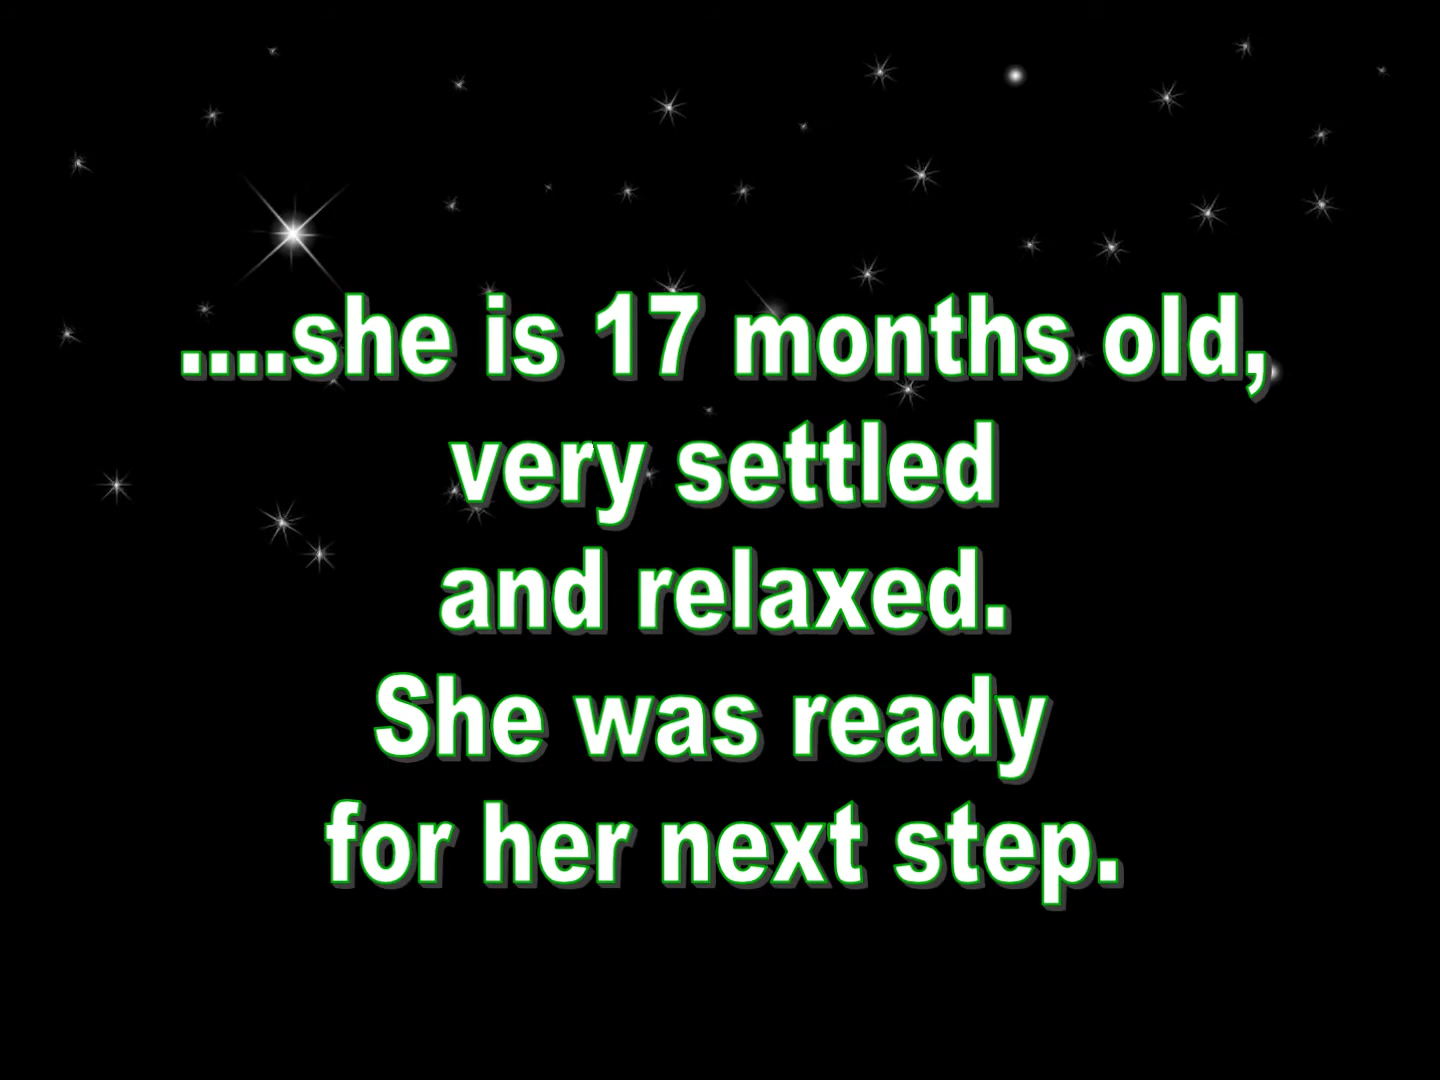 ....she is 17 months old,
very settled
and relaxed.
She was ready
for her next step.